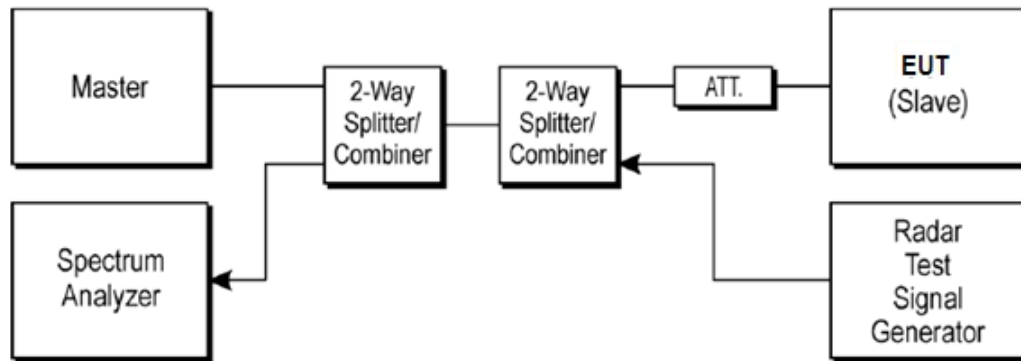 Master
2-Way
Splitter/
Combiner
2-Way
Splitter/
Combiner
ATT.
EUT
(Slave)
Spectrum
Analyzer
Radar
Test
Signal
Generator